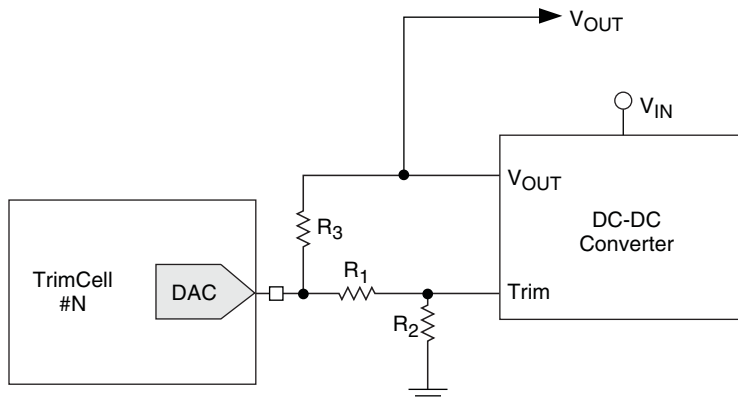 V_OUT
V_IN
V_OUT
DC-DC
Converter
R_3
TrimCell
#N
DAC
R_1
Trim
R_2